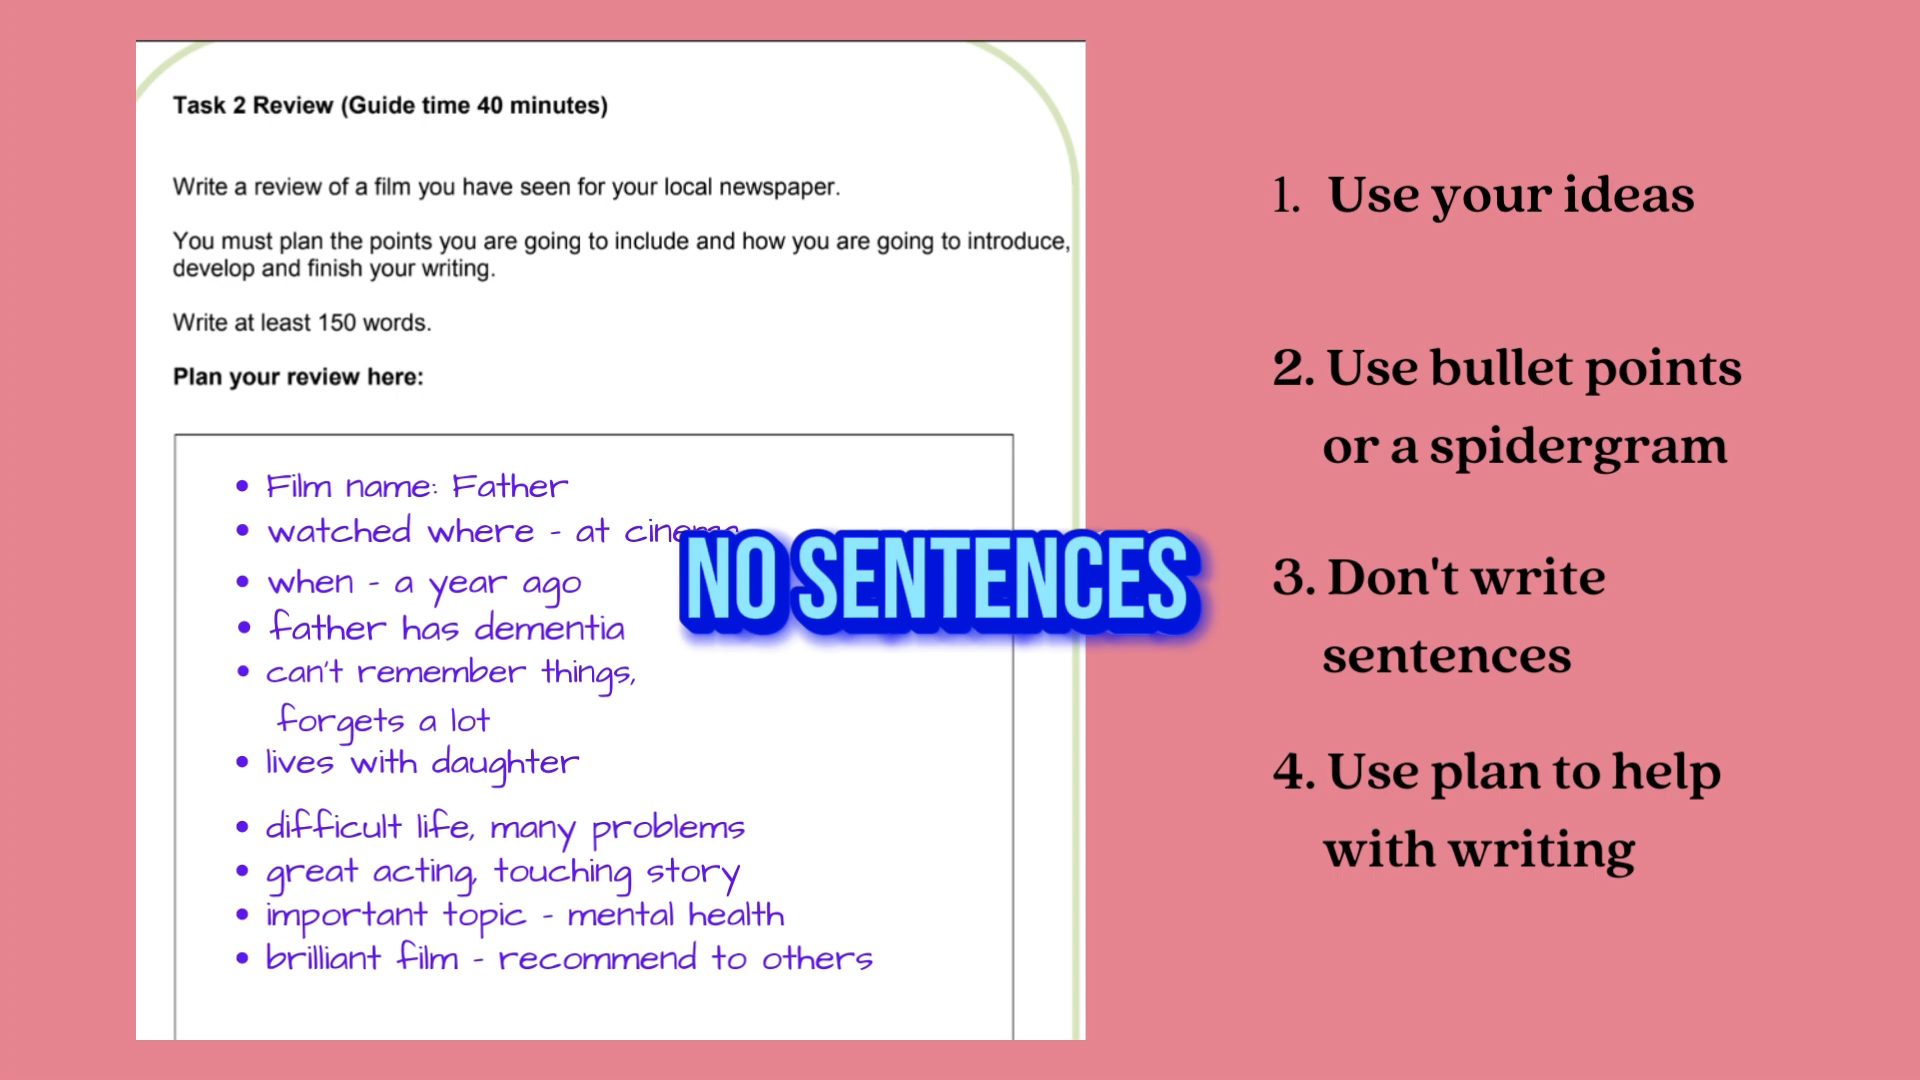 Task 2 Review (Guide time 40 minutes)
Write a review of a film you have seen for your local newspaper.
You must plan the points you are going to include and how you are going to introduce,
develop and finish your writing.
Write at least 150 words.
Plan your review here:
• Film name: Father
• watched where - at cinema
• when - a year ago
• father has dementia
• can't remember things,
forgets a lot
• lives with daughter
• difficult life, many problems
• great acting, touching story
• important topic - mental health
• brilliant film - recommend to others
NO SENTENCES
1. Use your ideas
2. Use bullet points
or a spidergram
3. Don't write
sentences
4. Use plan to help
with writing